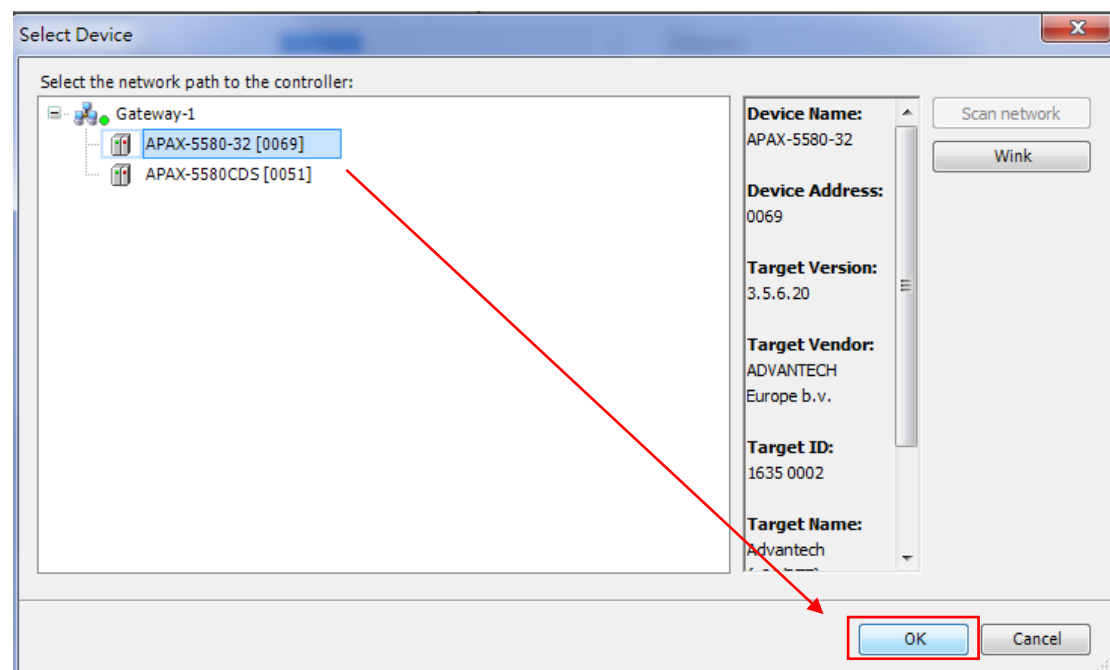 Select Device
Select the network path to the controller:
Gateway-1
APAX-5580-32 [0069]
APAX-5580CDS [0051]
Device Name:
APAX-5580-32
Device Address:
0069
Target Version:
3.5.6.20
Target Vendor:
ADVANTECH
Europe b.v.
Target ID:
1635 0002
Target Name:
Advantech
Scan network
Wink
OK
Cancel